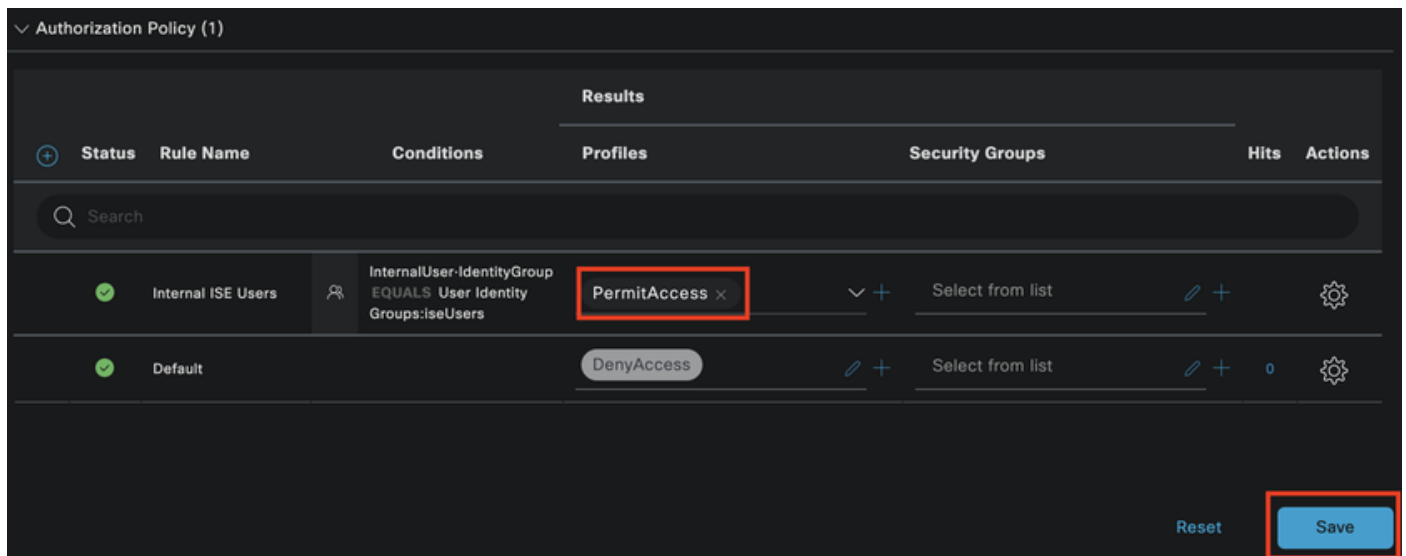 Authorization Policy (1)
Results
Status Rule Name Conditions Profiles Security Groups Hits Actions
Search
InternalUser·IdentityGroup
Internal ISE Users EQUALS User Identity PermitAccess × Select from list
Groups:iseUsers
Default DenyAccess Select from list 0
Reset Save